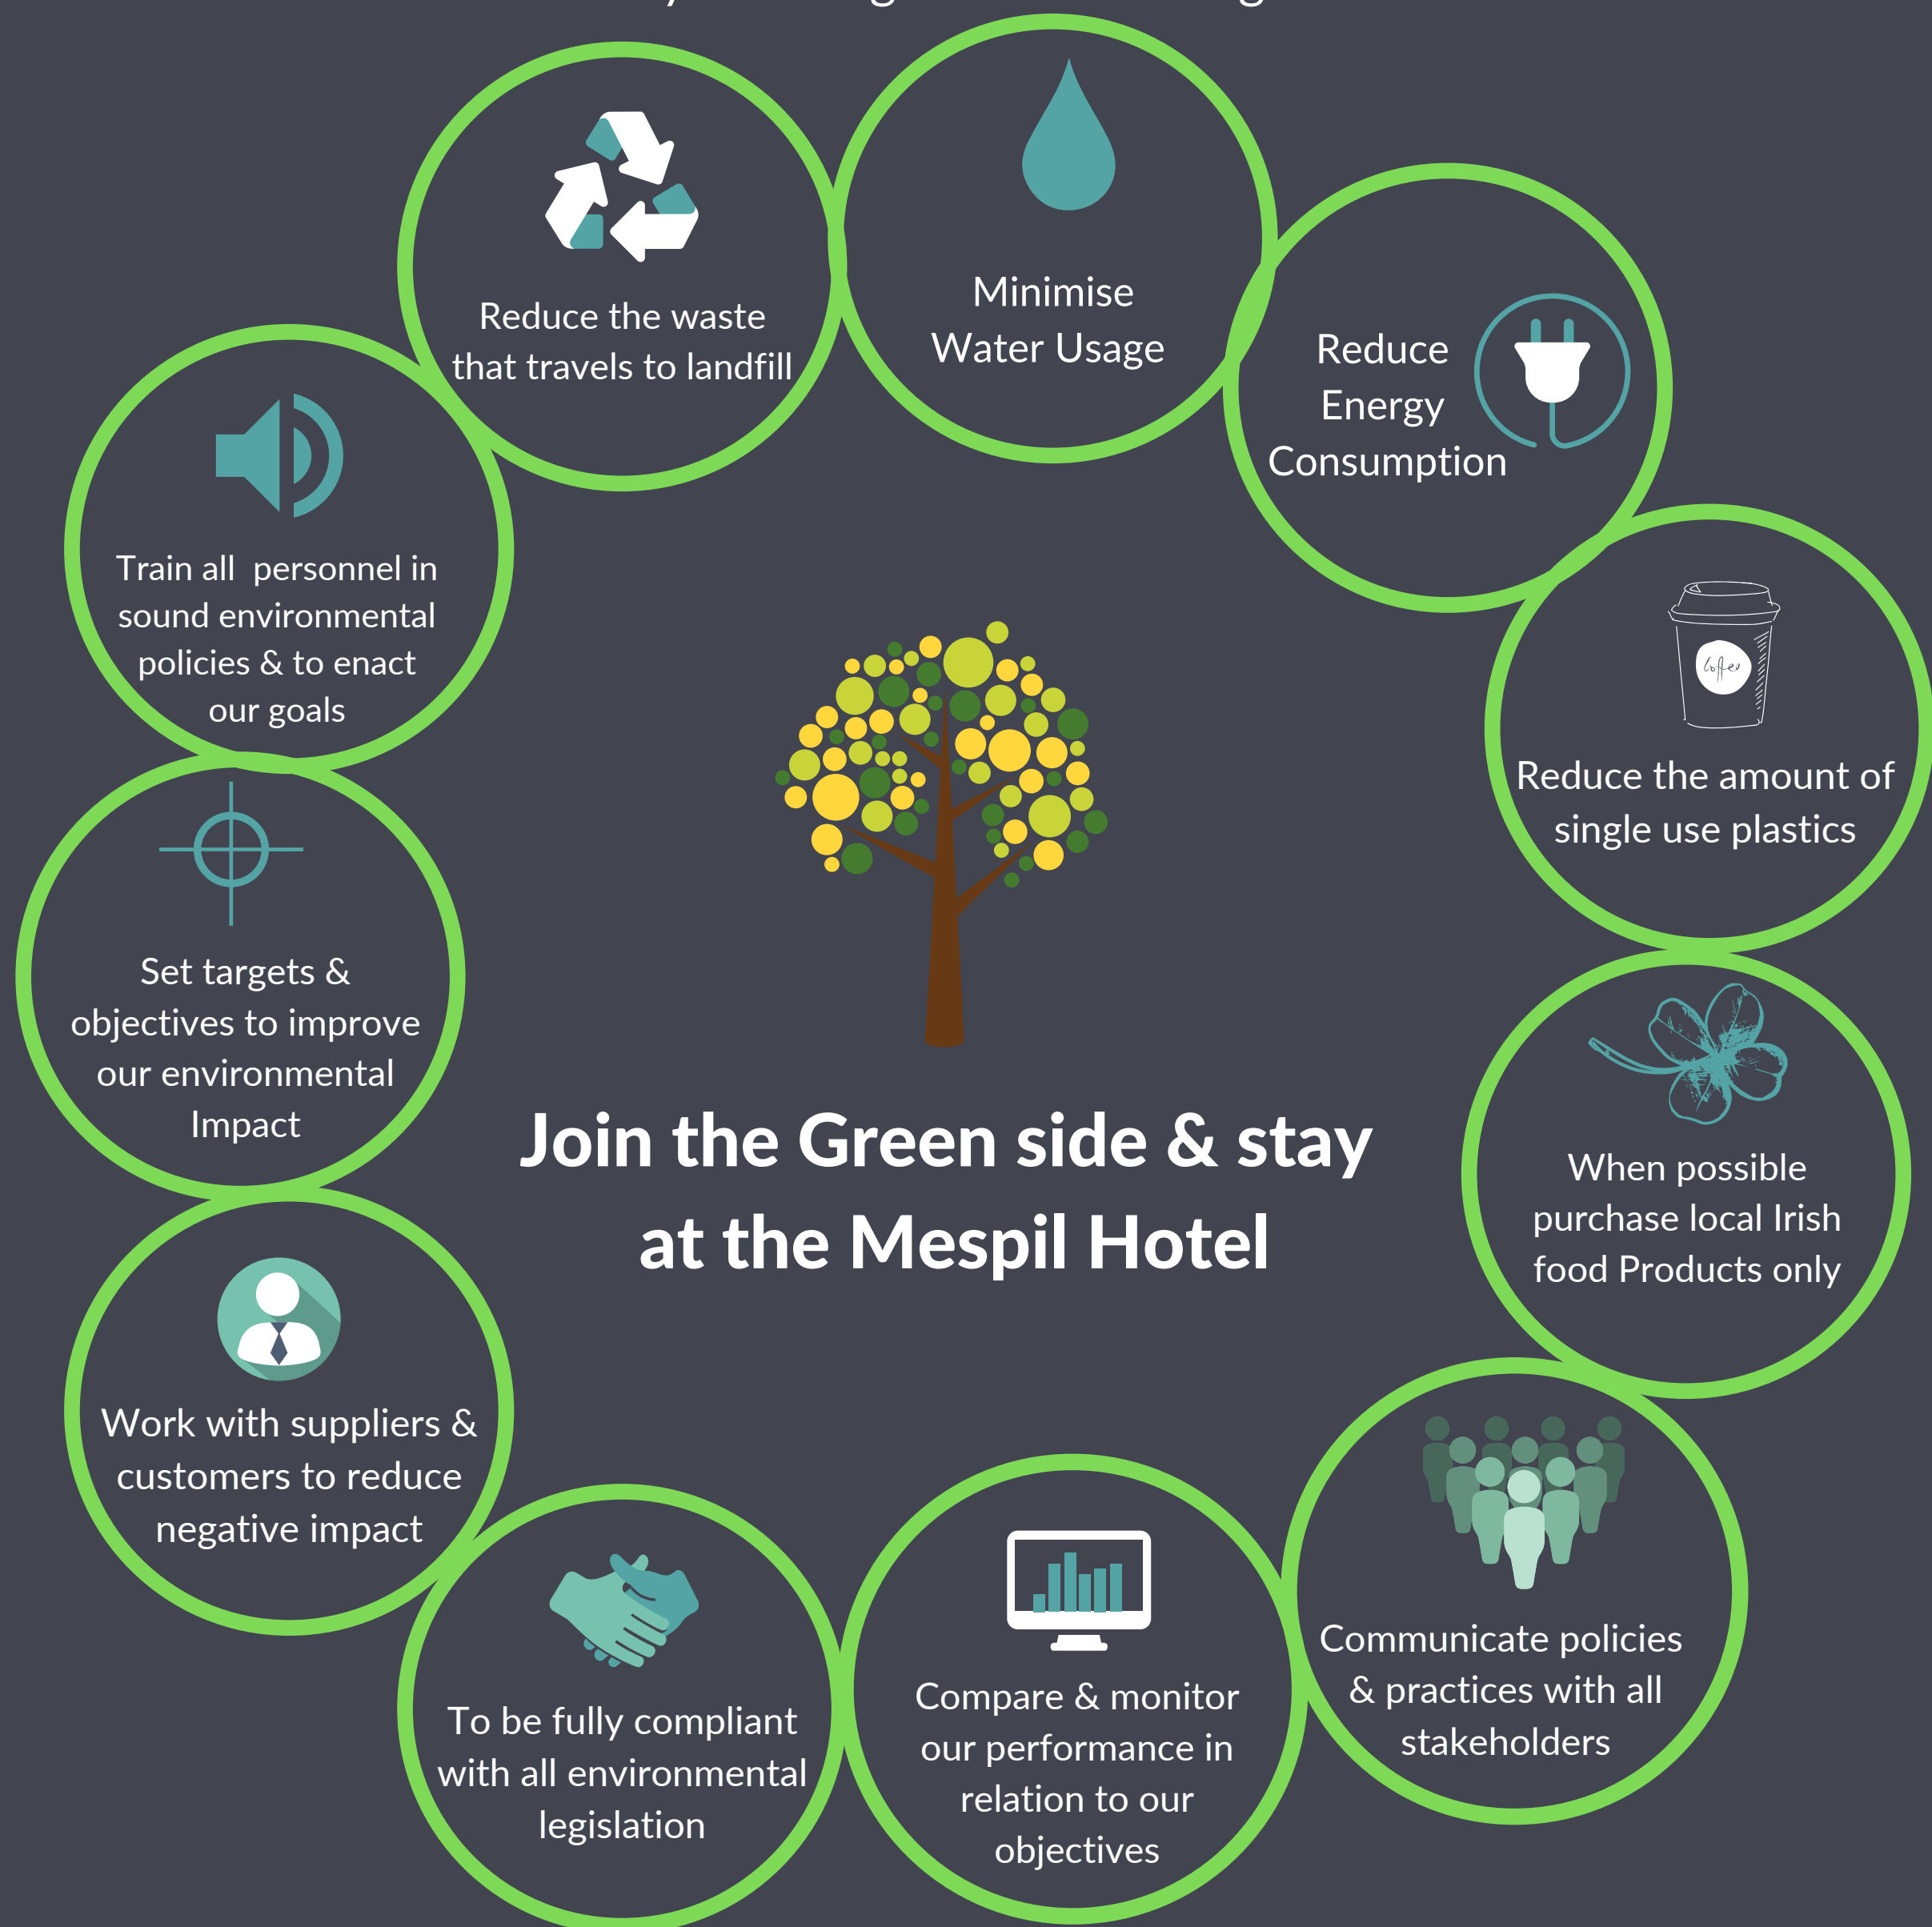 Minimise
Water Usage
Reduce
Energy
Consumption
Coffee
Reduce the amount of
single use plastics
When possible
purchase local Irish
food Products only
Communicate policies
& practices with all
stakeholders
Compare & monitor
our performance in
relation to our
objectives
To be fully compliant
with all environmental
legislation
Work with suppliers &
customers to reduce
negative impact
Set targets &
objectives to improve
our environmental
Impact
Train all personnel in
sound environmental
policies & to enact
our goals
Reduce the waste
that travels to landfill
Join the Green side & stay
at the Mespil Hotel